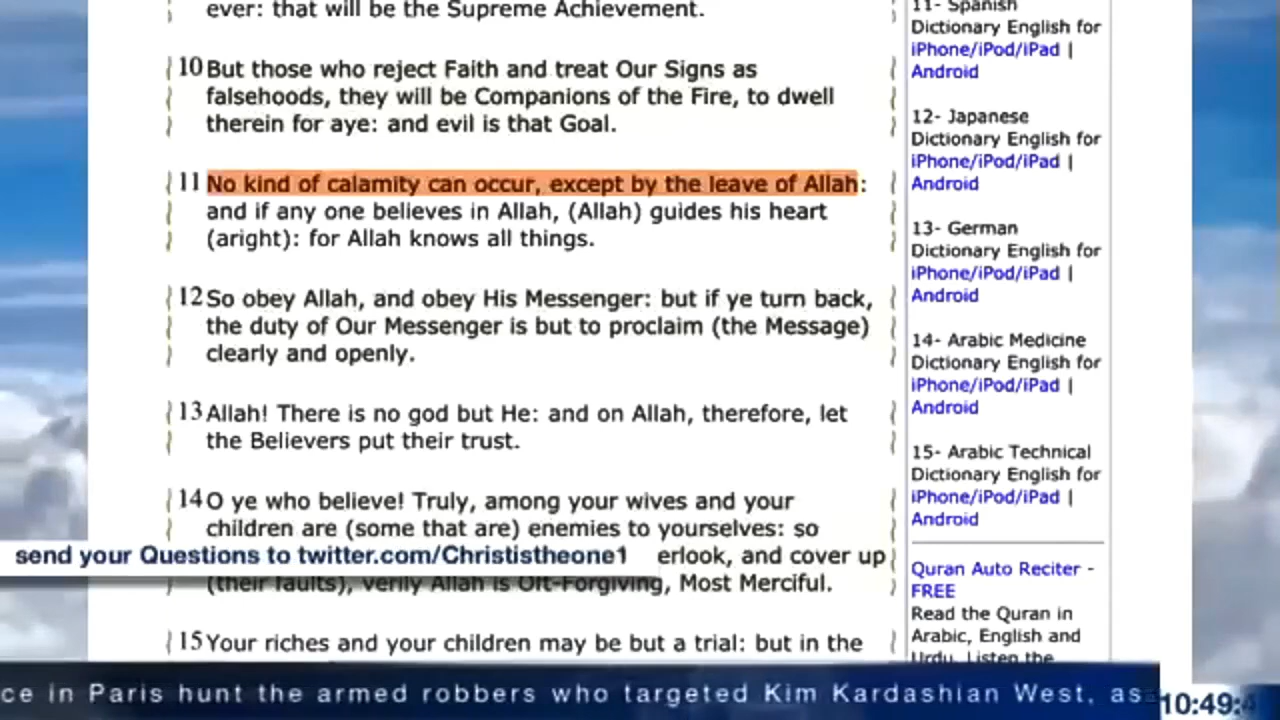 ever: that will be the Supreme Achievement.
10 But those who reject Faith and treat Our Signs as
falsehoods, they will be Companions of the Fire, to dwell
therein for aye: and evil is that Goal.
11 No kind of calamity can occur, except by the leave of Allah:
and if any one believes in Allah, (Allah) guides his heart
(aright): for Allah knows all things.
12 So obey Allah, and obey His Messenger: but if ye turn back,
the duty of Our Messenger is but to proclaim (the Message)
clearly and openly.
13 Allah! There is no god but He: and on Allah, therefore, let
the Believers put their trust.
14 O ye who believe! Truly, among your wives and your
children are (some that are) enemies to yourselves: so
erlook, and cover up
(their faults), verily Allah is Oft-Forgiving, Most Merciful.
15 Your riches and your children may be but a trial: but in the
11- Spanish
Dictionary English for
iPhone/iPod/iPad |
Android
12- Japanese
Dictionary English for
iPhone/iPod/iPad |
Android
13- German
Dictionary English for
iPhone/iPod/iPad |
Android
14- Arabic Medicine
Dictionary English for
iPhone/iPod/iPad |
Android
15- Arabic Technical
Dictionary English for
iPhone/iPod/iPad |
Android
Quran Auto Reciter -
FREE
Read the Quran in
Arabic, English and
Urdu. Listen the
send your Questions to twitter.com/Christistheone1
ce in Paris hunt the armed robbers who targeted Kim Kardashian West, as
10:49:4